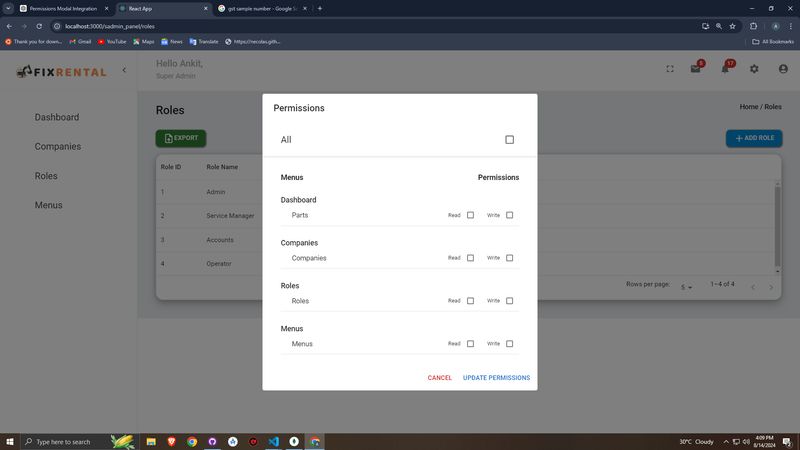 Permissions Modal Integration
React App
gst sample number - Google Se
localhost:3000/sadmin_panel/roles
Thank you for down...
Gmail
YouTube
Maps
News
Translate
https://necolas.gith...
All Bookmarks
FIXRENTAL
Hello Ankit,
Super Admin
5
17
Dashboard
Companies
Roles
Menus
Roles
Home / Roles
EXPORT
ADD ROLE
Role ID Role Name
1 Admin
2 Service Manager
3 Accounts
4 Operator
Rows per page: 5 1–4 of 4
Permissions
All
Menus Permissions
Dashboard
Parts Read Write
Companies
Companies Read Write
Roles
Roles Read Write
Menus
Menus Read Write
CANCEL UPDATE PERMISSIONS
Type here to search
30°C Cloudy
4:09 PM
8/14/2024